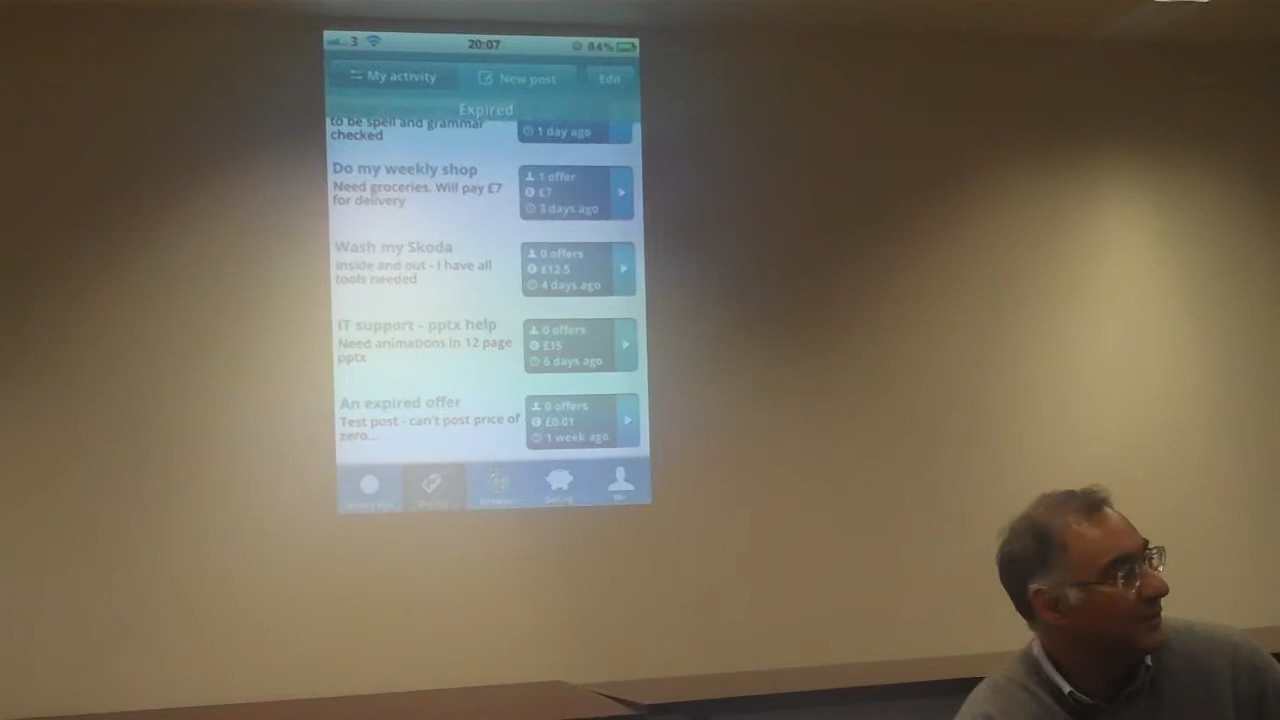 3 20:07 84%
My activity New post Edit
Expired
to be spell and grammar
checked
1 day ago
Do my weekly shop
Need groceries. Will pay £7
for delivery
1 offer
£7
3 days ago
Wash my Skoda
Inside and out - I have all
tools needed
0 offers
£12.5
4 days ago
IT support - pptx help
Need animations in 12 page
pptx
0 offers
£15
6 days ago
An expired offer
Test post - can't post price of
zero...
0 offers
£0.01
1 week ago
Me